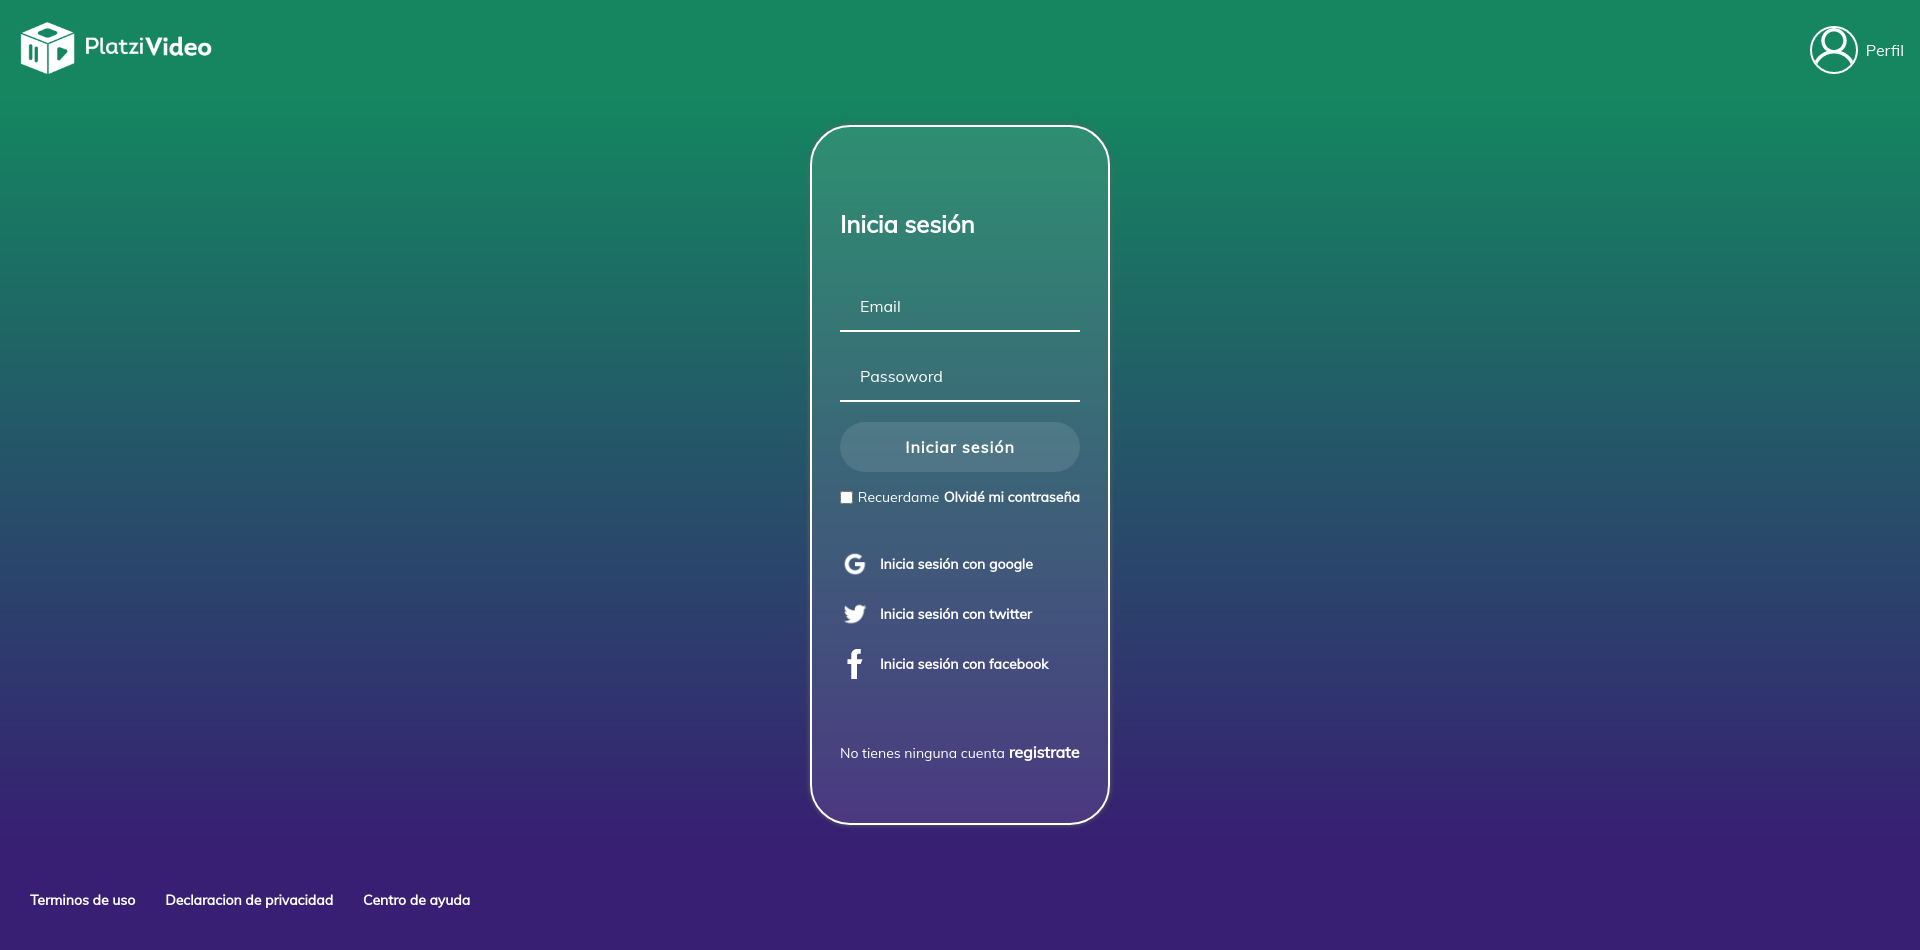 PlatziVideo
Perfil
Inicia sesión
Email
Passoword
Iniciar sesión
Recuerdame Olvidé mi contraseña
Inicia sesión con google
Inicia sesión con twitter
Inicia sesión con facebook
No tienes ninguna cuenta registrate
Terminos de uso Declaracion de privacidad Centro de ayuda